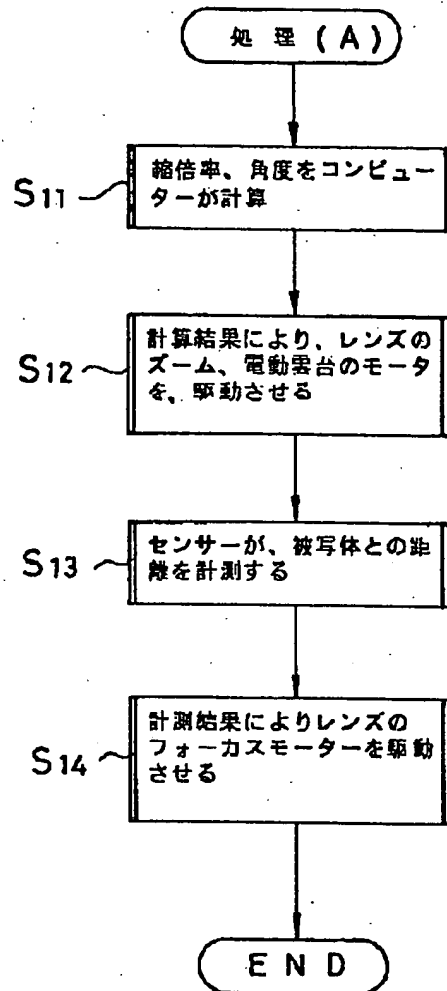 処理(A)
S11
縮倍率、角度をコンピュー
ターが計算
S12
計算結果により、レンズの
ズーム、電動雲台のモータ
を、駆動させる
S13
センサーが、被写体との距
離を計測する
S14
計測結果によりレンズの
フォーカスモーターを駆動
させる
END